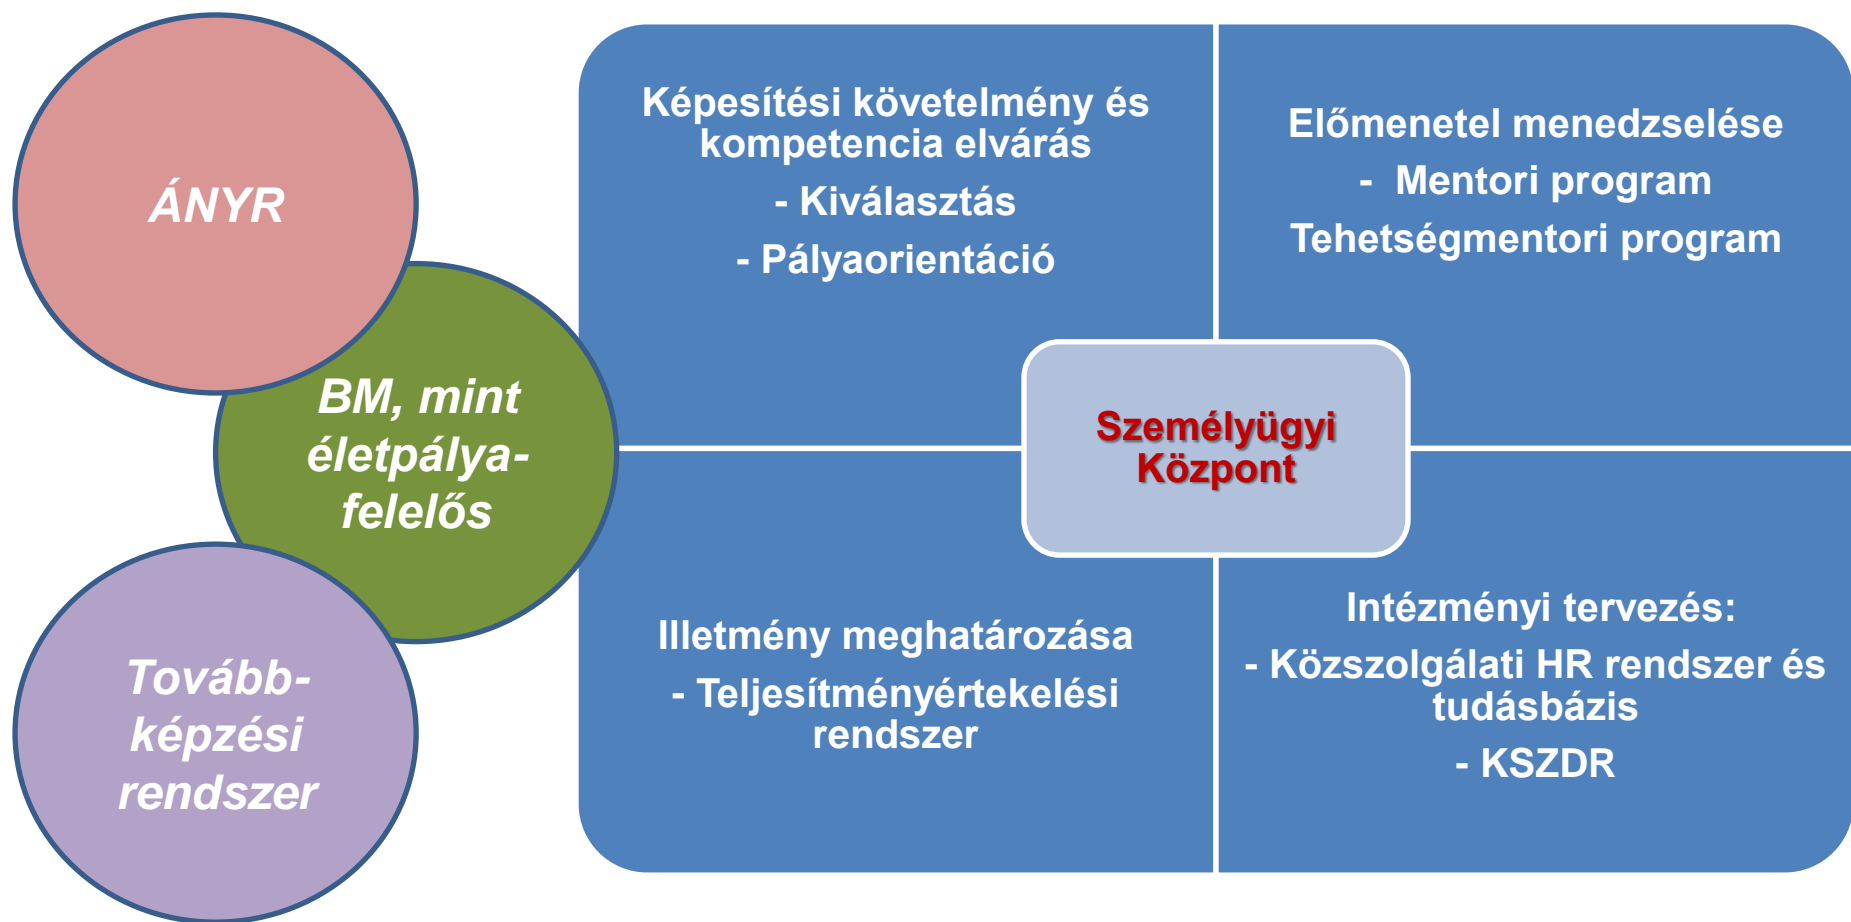 ÁNYR
BM, mint
életpálya-
felelős
Tovább-
képzési
rendszer
Képesítési követelmény és
kompetencia elvárás
- Kiválasztás
- Pályaorientáció
Előmenetel menedzselése
- Mentori program
Tehetségmentori program
Személyügyi
Központ
Illetmény meghatározása
- Teljesítményértekelési
rendszer
Intézményi tervezés:
- Közszolgálati HR rendszer és
tudásbázis
- KSZDR